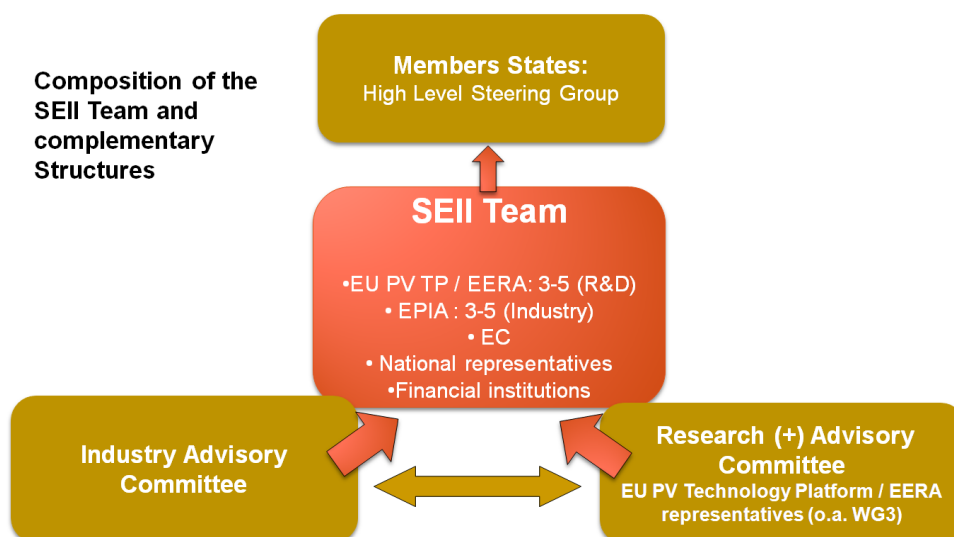 Composition of the
SEII Team and
complementary
Structures
Members States:
High Level Steering Group
SEII Team
•EU PV TP / EERA: 3-5 (R&D)
• EPIA : 3-5 (Industry)
• EC
• National representatives
•Financial institutions
Industry Advisory
Committee
Research (+) Advisory
Committee
EU PV Technology Platform / EERA
representatives (o.a. WG3)